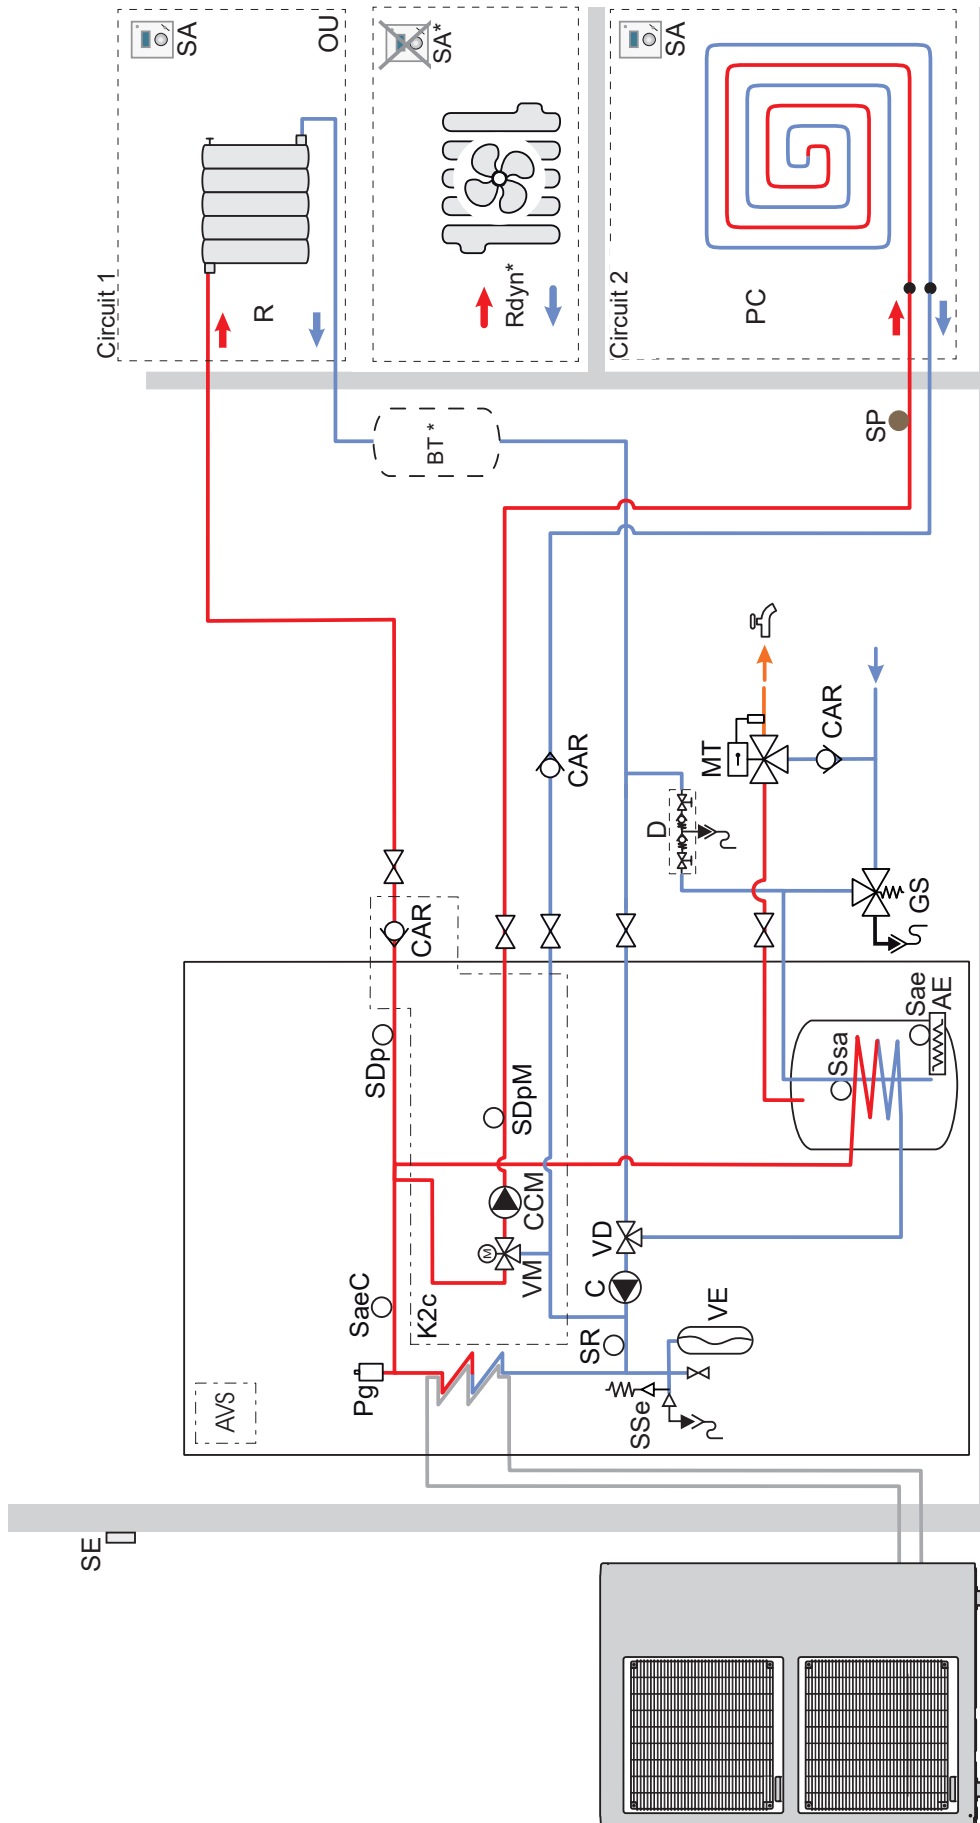 SE
AVS
Pg
SaeC
K2c
SDp
CAR
SDpM
CCM
VM
SR
C
VD
SSe
VE
Ssa
Sae
AE
GS
D
MT
CAR
CAR
BT *
SP
Circuit 1
R
SA
OU
Rdyn*
SA*
Circuit 2
PC
SA
M